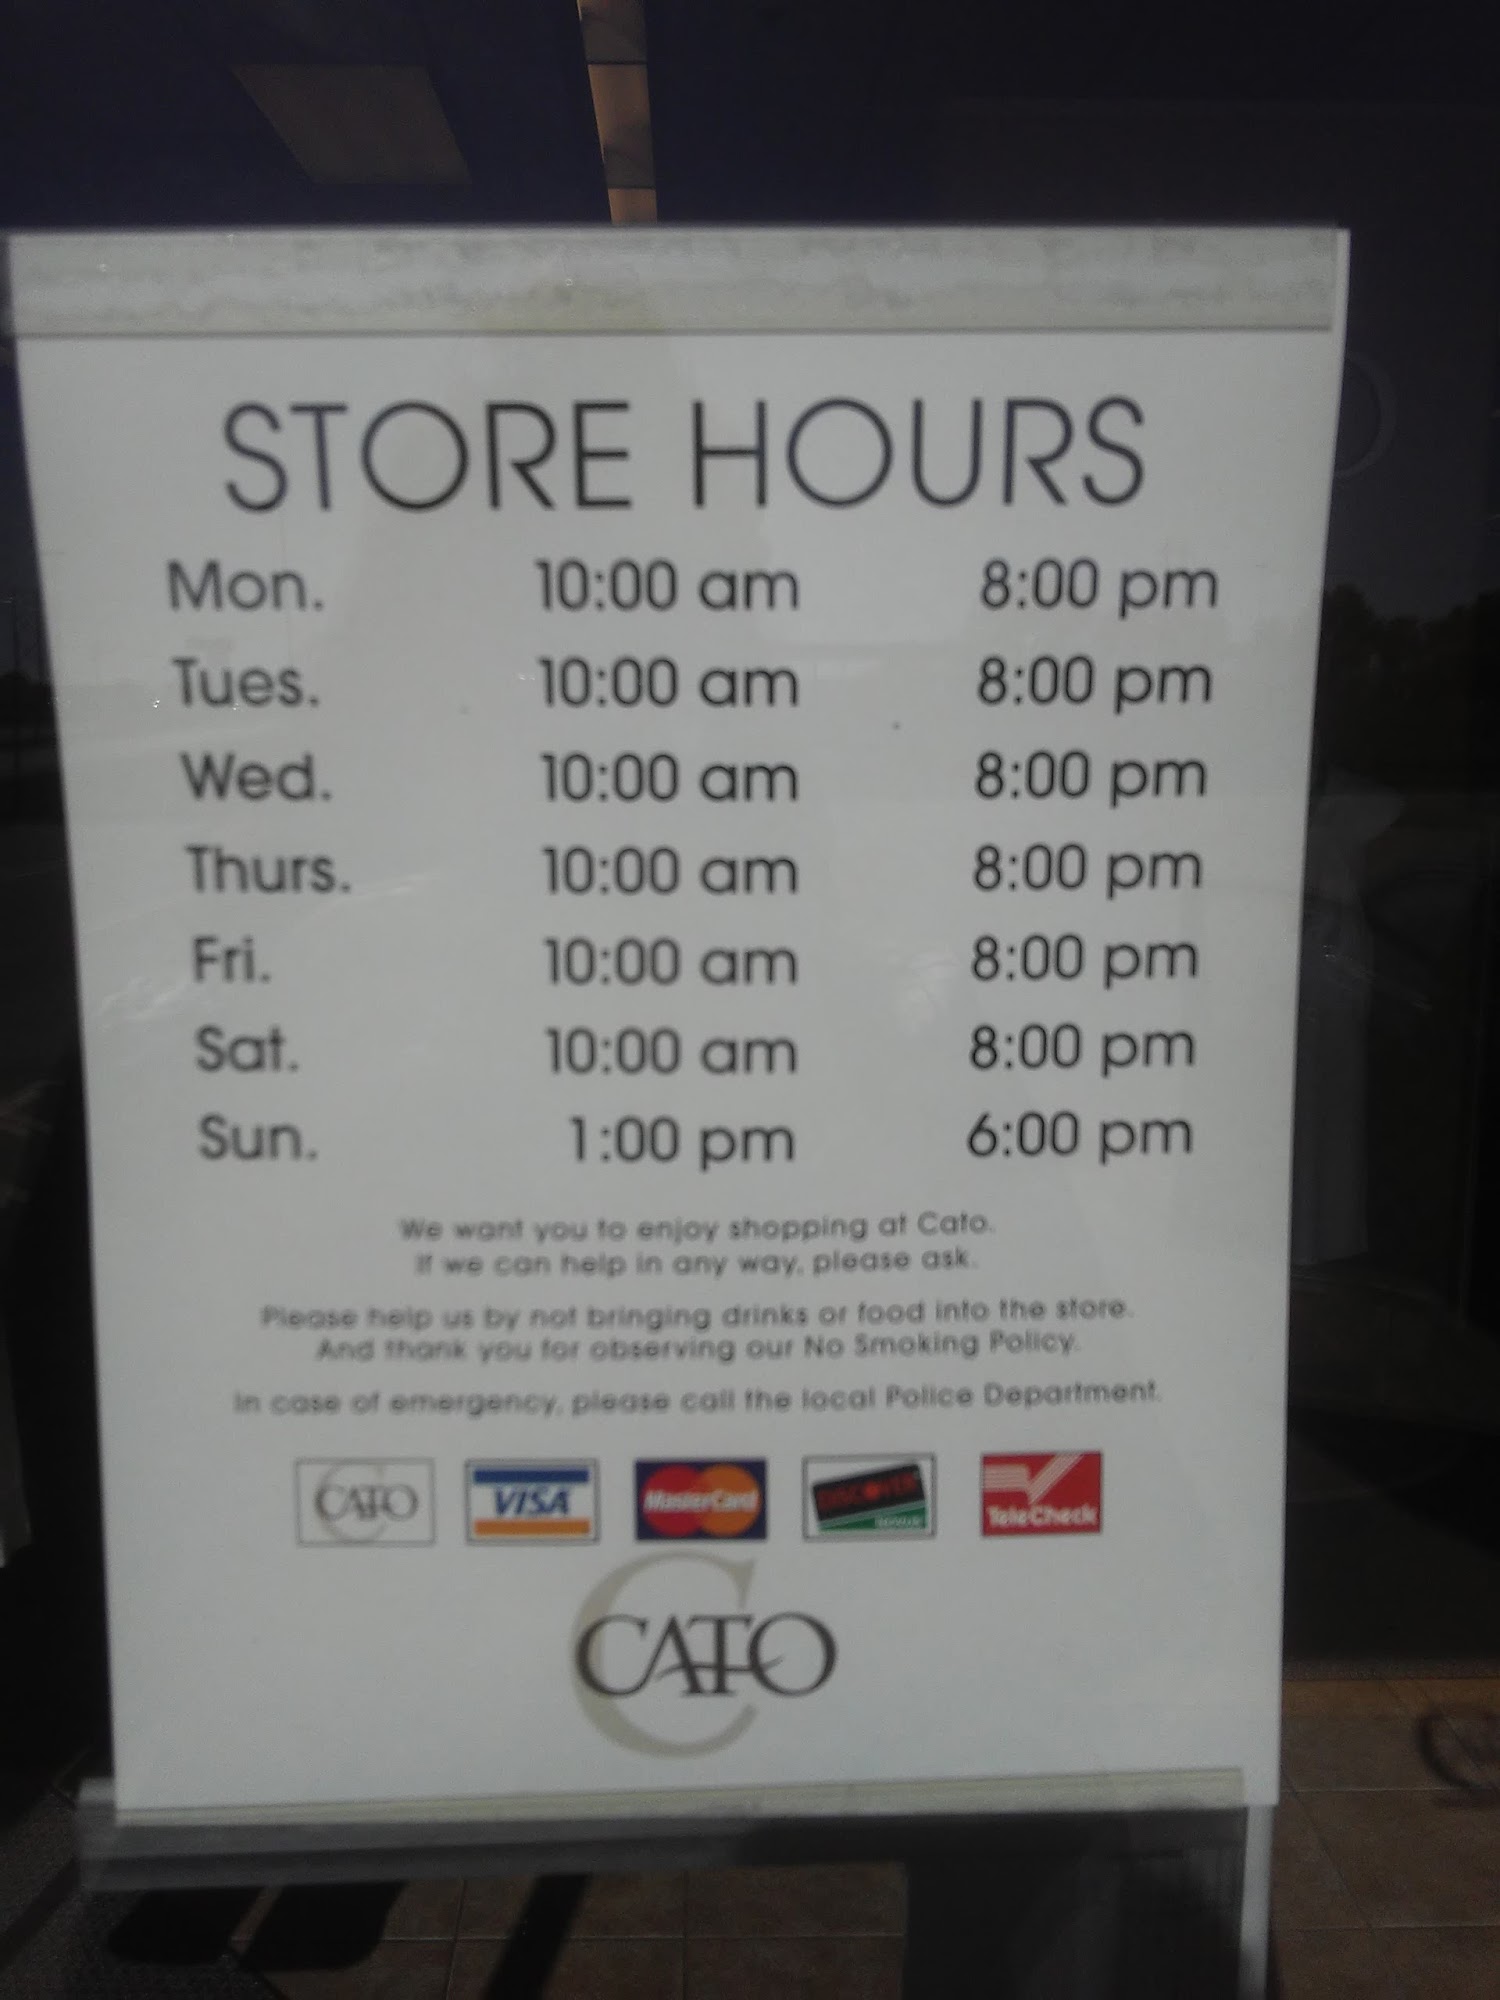 STORE HOURS
Mon. 10:00 am 8:00 pm
Tues. 10:00 am 8:00 pm
Wed. 10:00 am 8:00 pm
Thurs. 10:00 am 8:00 pm
Fri. 10:00 am 8:00 pm
Sat. 10:00 am 8:00 pm
Sun. 1:00 pm 6:00 pm
We want you to enjoy shopping at Cato.
If we can help in any way, please ask.
Please help us by not bringing drinks or food into the store.
And thank you for observing our No Smoking Policy.
In case of emergency, please call the local Police Department.
CATO VISA MasterCard DISCOVER TeleCheck
C
CATO